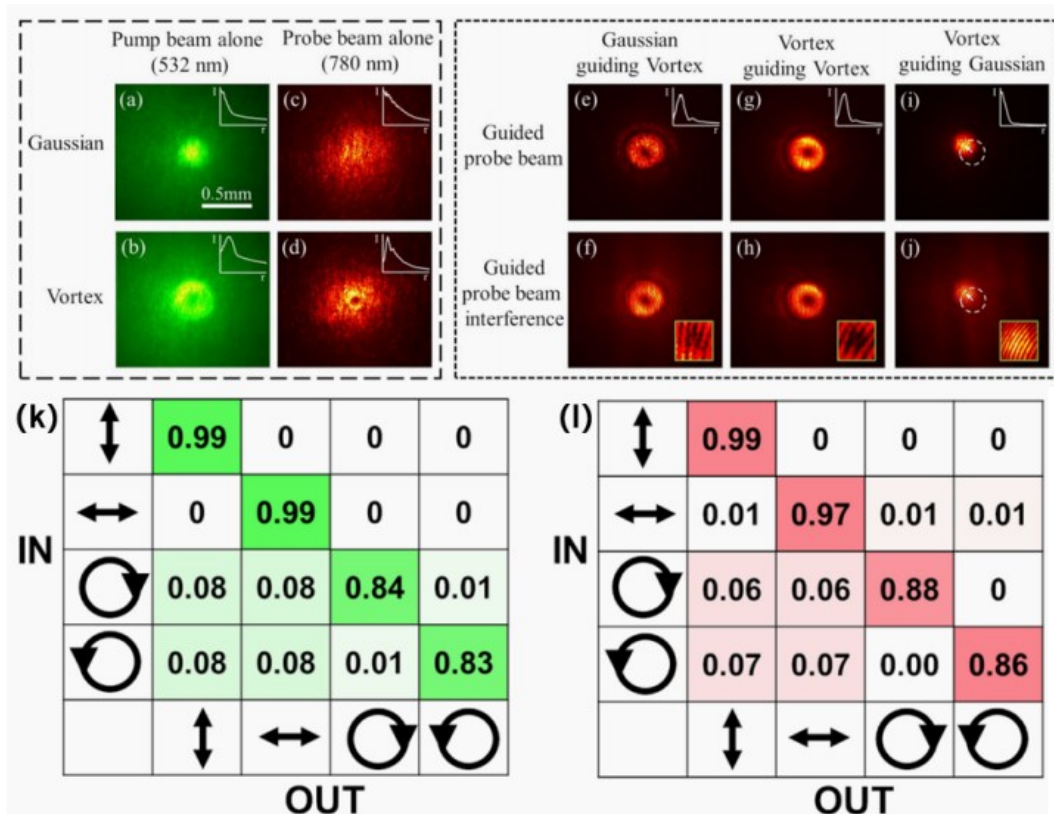 Pump beam alone
(532 nm)
Probe beam alone
(780 nm)
Gaussian
guiding Vortex
Vortex
guiding Vortex
Vortex
guiding Gaussian
Gaussian
(a)
I
r
0.5mm
(c)
I
r
Guided
probe beam
(e)
I
r
(g)
I
r
(i)
I
r
Vortex
(b)
I
r
(d)
I
r
Guided
probe beam
interference
(f)
(h)
(j)
(k)
0.99 0 0 0
0 0.99 0 0
IN
0.08 0.08 0.84 0.01
0.08 0.08 0.01 0.83
OUT
(l)
0.99 0 0 0
0.01 0.97 0.01 0.01
IN
0.06 0.06 0.88 0
0.07 0.07 0.00 0.86
OUT